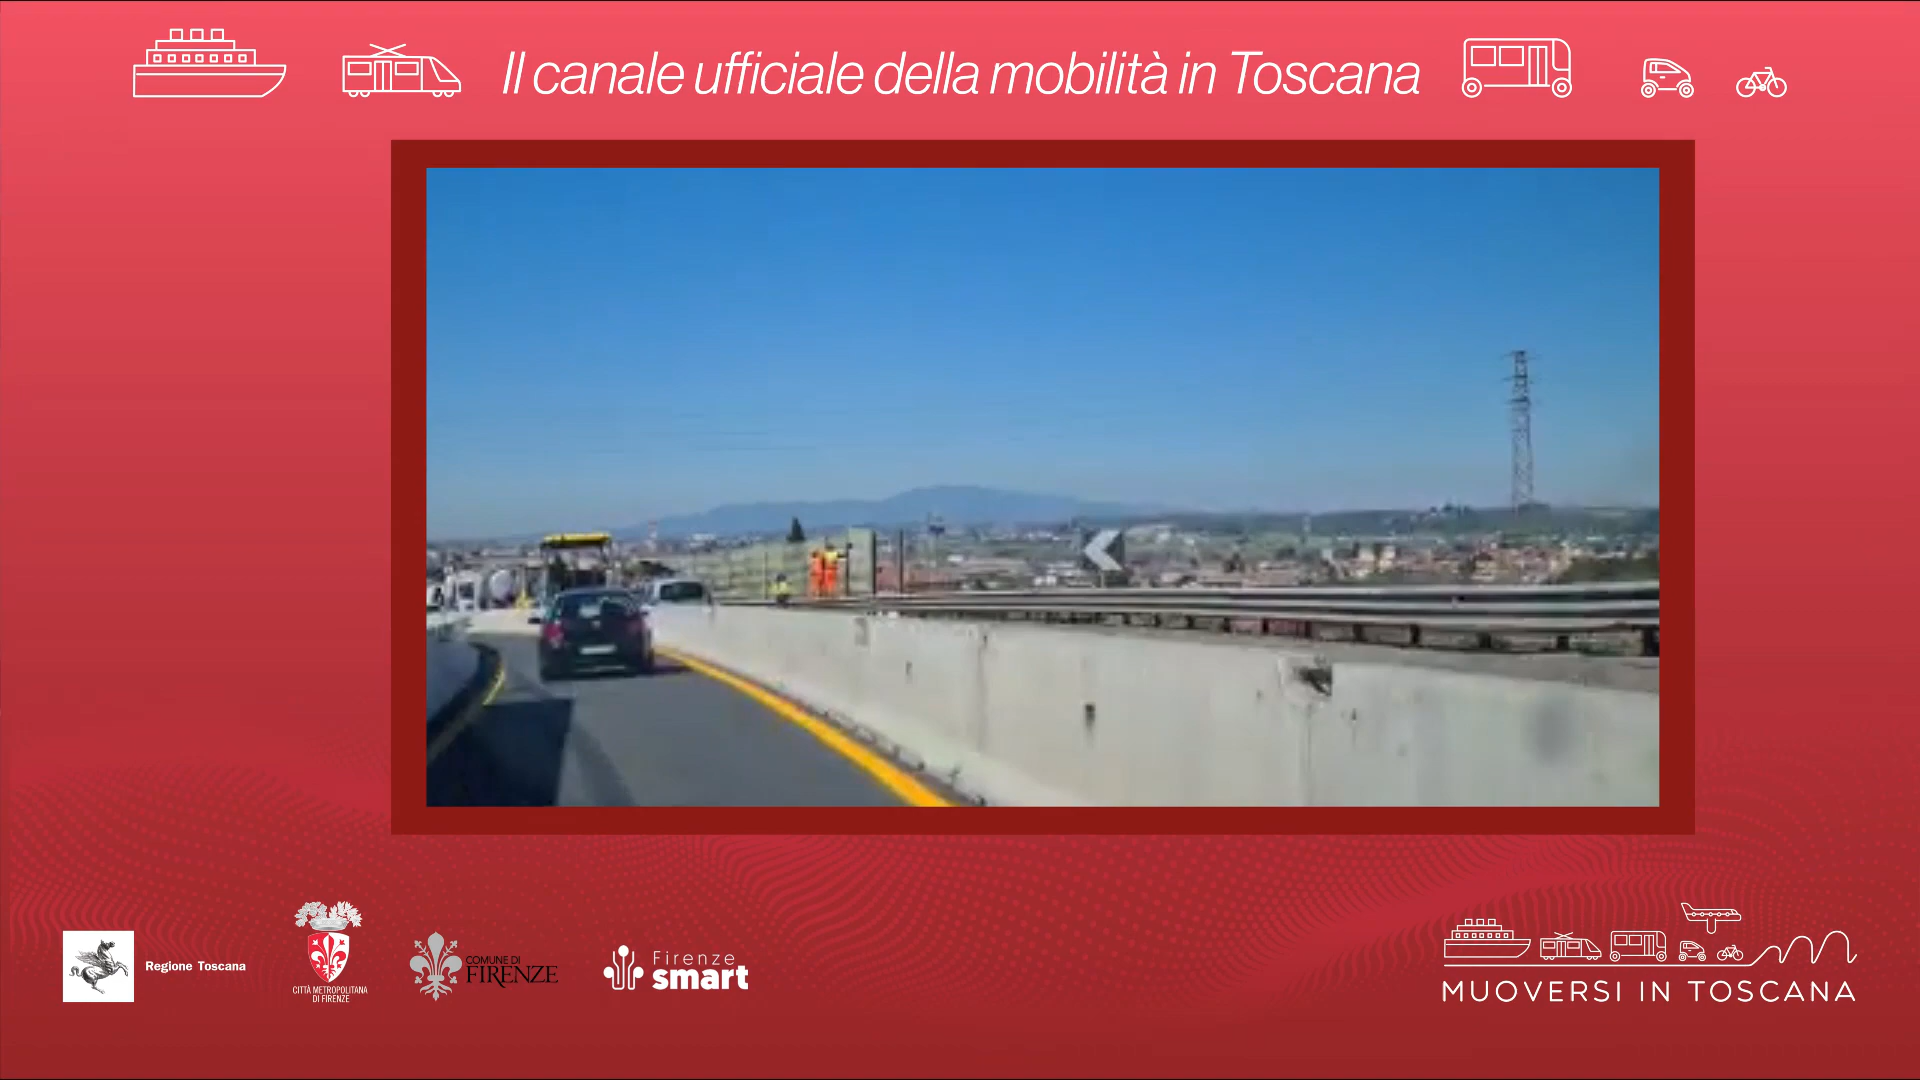 Il canale ufficiale della mobilità in Toscana
Regione Toscana
CITTÀ METROPOLITANA
DI FIRENZE
COMUNE DI
FIRENZE
Firenze
smart
MUOVERSI IN TOSCANA